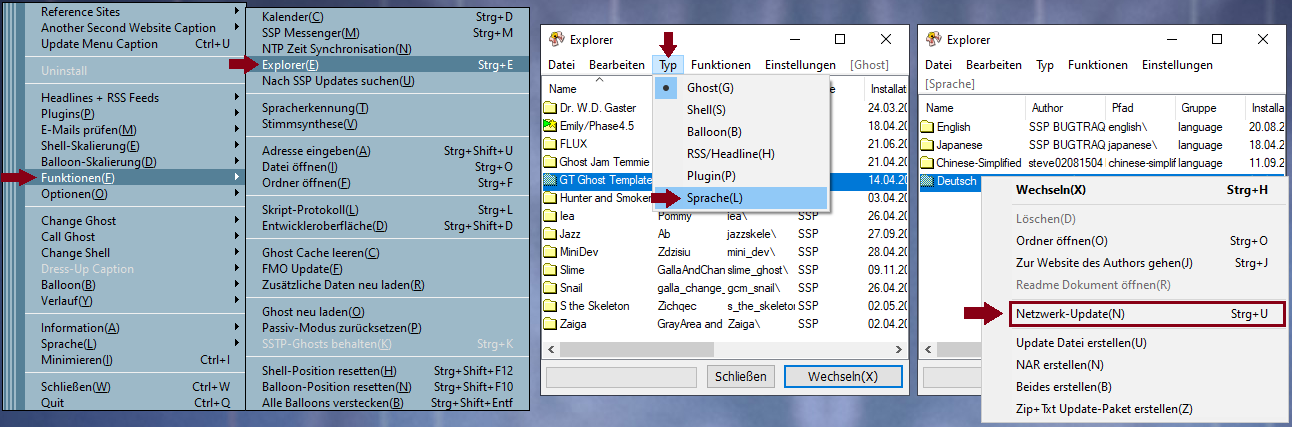 Reference Sites
Another Second Website Caption
Update Menu Caption Ctrl+U
Uninstall
Headlines + RSS Feeds
Plugins(P)
E-Mails prüfen(M)
Shell-Skalierung(E)
Balloon-Skalierung(D)
Funktionen(F)
Optionen(O)
Change Ghost
Call Ghost
Change Shell
Dress-Up Caption
Balloon(B)
Verlauf(Y)
Information(A)
Sprache(L)
Minimieren(I) Ctrl+I
Schließen(W) Ctrl+W
Quit Ctrl+Q
Kalender(C) Strg+D
SSP Messenger(M) Strg+M
NTP Zeit Synchronisation(N)
Explorer(E) Strg+E
Nach SSP Updates suchen(U)
Spracherkennung(T)
Stimmsynthese(V)
Adresse eingeben(A) Strg+Shift+U
Datei öffnen(I) Strg+O
Ordner öffnen(F) Strg+F
Skript-Protokoll(L) Strg+L
Entwickleroberfläche(D) Strg+Shift+D
Ghost Cache leeren(C)
FMO Update(F)
Zusätzliche Daten neu laden(R)
Ghost neu laden(O)
Passiv-Modus zurücksetzen(P)
SSTP-Ghosts behalten(K) Strg+K
Shell-Position resetten(H) Strg+Shift+F12
Balloon-Position resetten(N) Strg+Shift+F10
Alle Balloons verstecken(B) Strg+Shift+Entf
Explorer
Datei Bearbeiten Typ Funktionen Einstellungen [Ghost]
Name Installat
Dr. W.D. Gaster 24.03.20
Emily/Phase4.5 18.04.20
FLUX 21.06.20
Ghost Jam Temmie 21.04.20
GT Ghost Template 14.04.20
Hunter and Smoker 03.04.20
Iea Pommy iea\ SSP 26.04.20
Jazz Ab jazzskele\ SSP 27.09.20
MiniDev Zdzisiu mini_dev\ SSP 28.04.20
Slime GallaAndChan slime_ghost\ SSP 09.11.20
Snail galla_change gcm_snail\ SSP 26.04.20
S the Skeleton Zichqec s_the_skeleton SSP 02.05.20
Zaiga GrayArea and Zaiga\ SSP 02.04.20
Ghost(G)
Shell(S)
Balloon(B)
RSS/Headline(H)
Plugin(P)
Sprache(L)
Schließen Wechseln(X)
Explorer
Datei Bearbeiten Typ Funktionen Einstellungen
[Sprache]
Name Author Pfad Gruppe Installa
English SSP BUGTRAQ english\ language 20.08.2
Japanese SSP BUGTRAQ japanese\ language 18.04.2
Chinese-Simplified steve02081504 chinese-simplif language 11.09.2
Deutsch
Wechseln(X) Strg+H
Löschen(D)
Ordner öffnen(O) Strg+O
Zur Website des Authors gehen(J) Strg+J
Readme Dokument öffnen(R)
Netzwerk-Update(N) Strg+U
Update Datei erstellen(U)
NAR erstellen(N)
Beides erstellen(B)
Zip+Txt Update-Paket erstellen(Z)